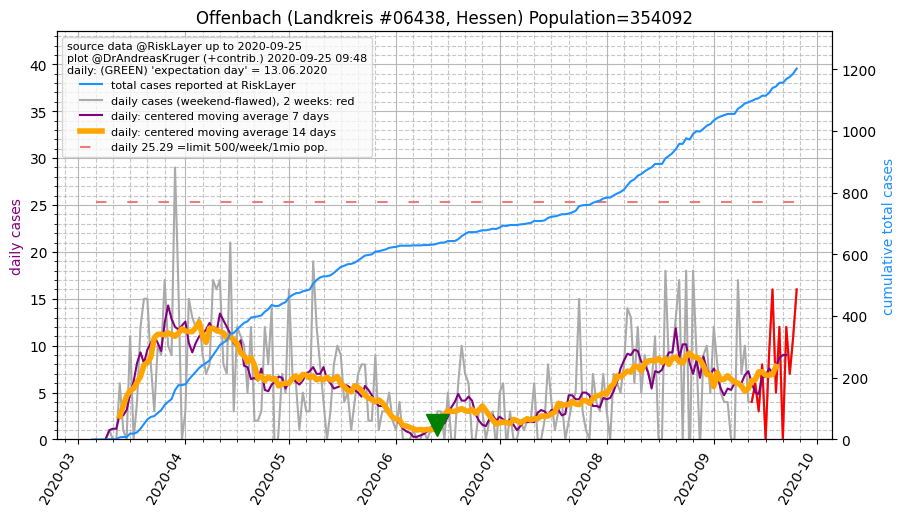 Offenbach (Landkreis #06438, Hessen) Population=354092
source data @RiskLayer up to 2020-09-25
plot @DrAndreasKruger (+contrib.) 2020-09-25 09:48
daily: (GREEN) 'expectation day' = 13.06.2020
total cases reported at RiskLayer
daily cases (weekend-flawed), 2 weeks: red
daily: centered moving average 7 days
daily: centered moving average 14 days
daily 25.29 =limit 500/week/1mio pop.
daily cases
40
35
30
25
20
15
10
5
0
1200
1000
800
600
400
200
0
cumulative total cases
2020-03
2020-04
2020-05
2020-06
2020-07
2020-08
2020-09
2020-10